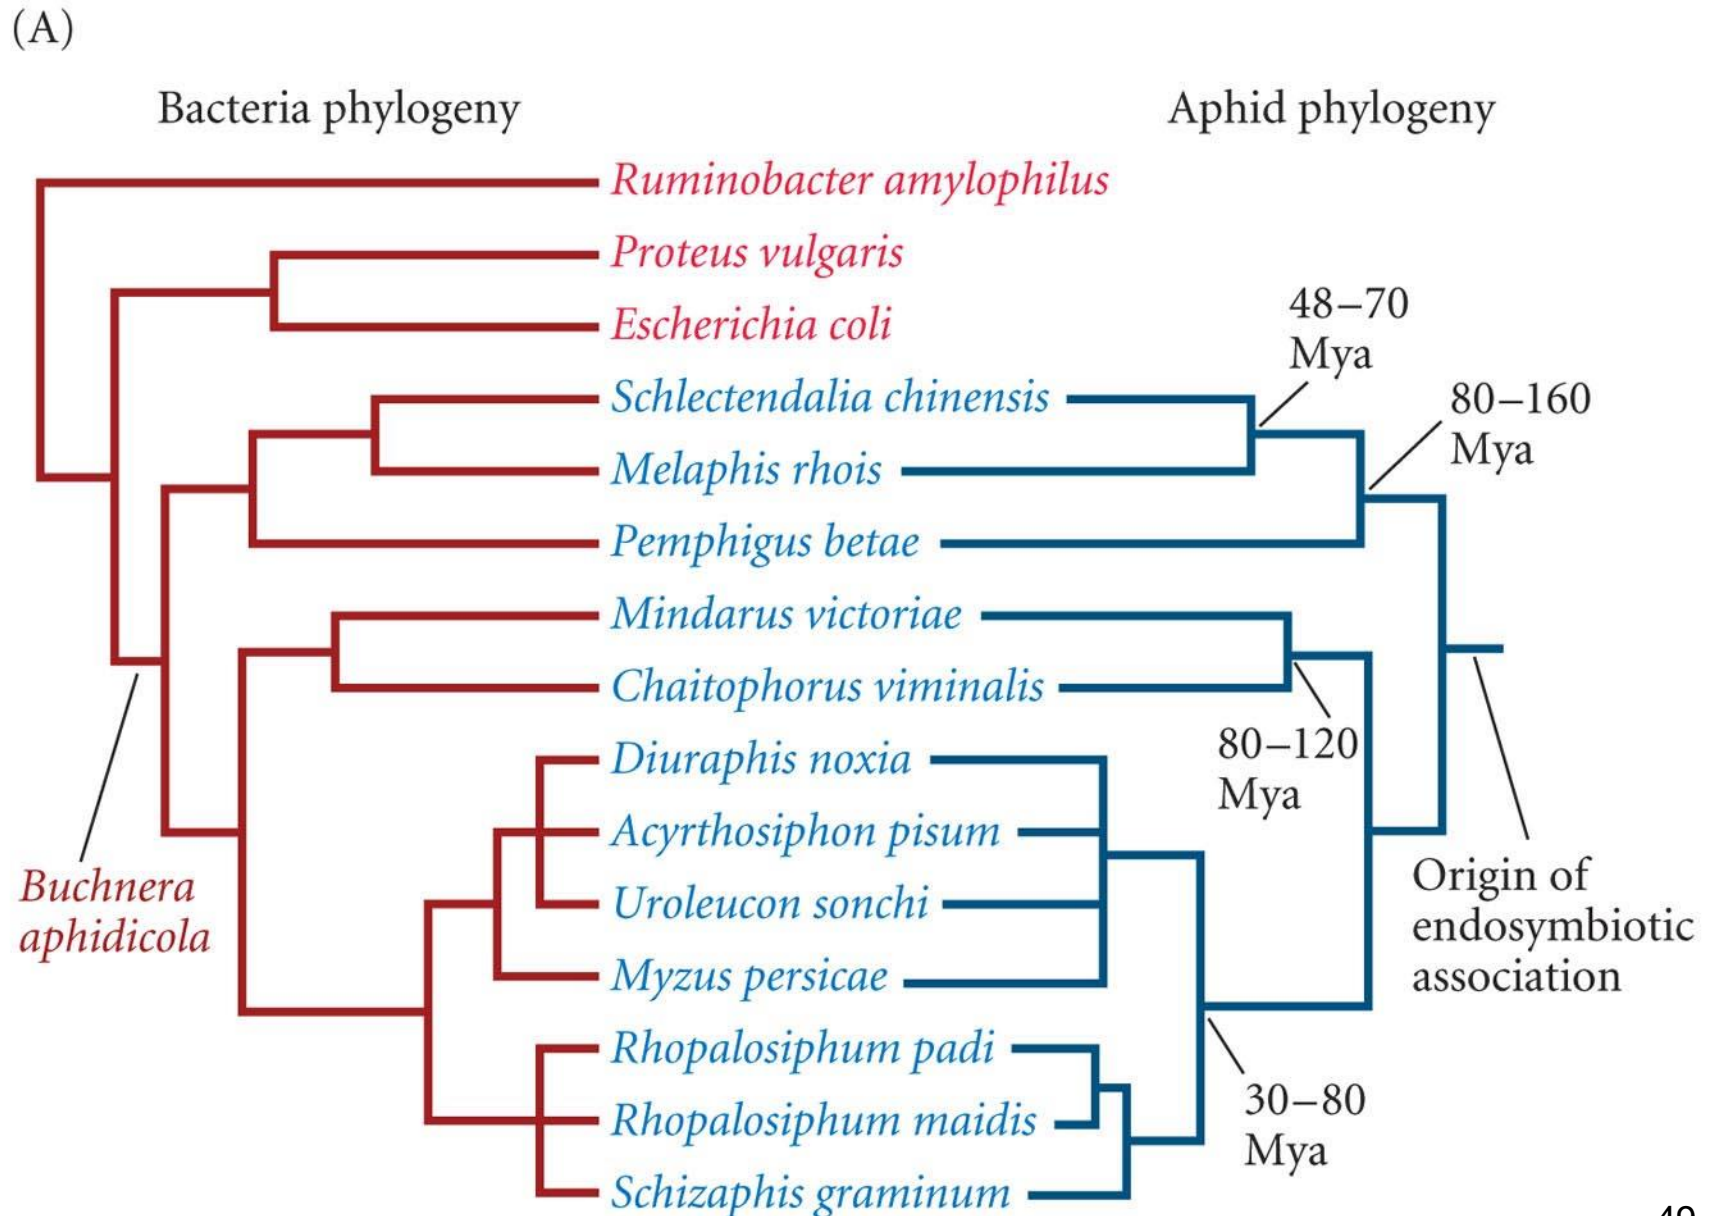 (A)
Bacteria phylogeny
Aphid phylogeny
Ruminobacter amylophilus
Proteus vulgaris
Escherichia coli
48–70
Mya
Schlectendalia chinensis
80–160
Mya
Melaphis rhois
Pemphigus betae
Mindarus victoriae
Chaitophorus viminalis
80–120
Mya
Diuraphis noxia
Acyrthosiphon pisum
Buchnera
aphidicola
Origin of
endosymbiotic
association
Uroleucon sonchi
Myzus persicae
Rhopalosiphum padi
Rhopalosiphum maidis
30–80
Mya
Schizaphis graminum